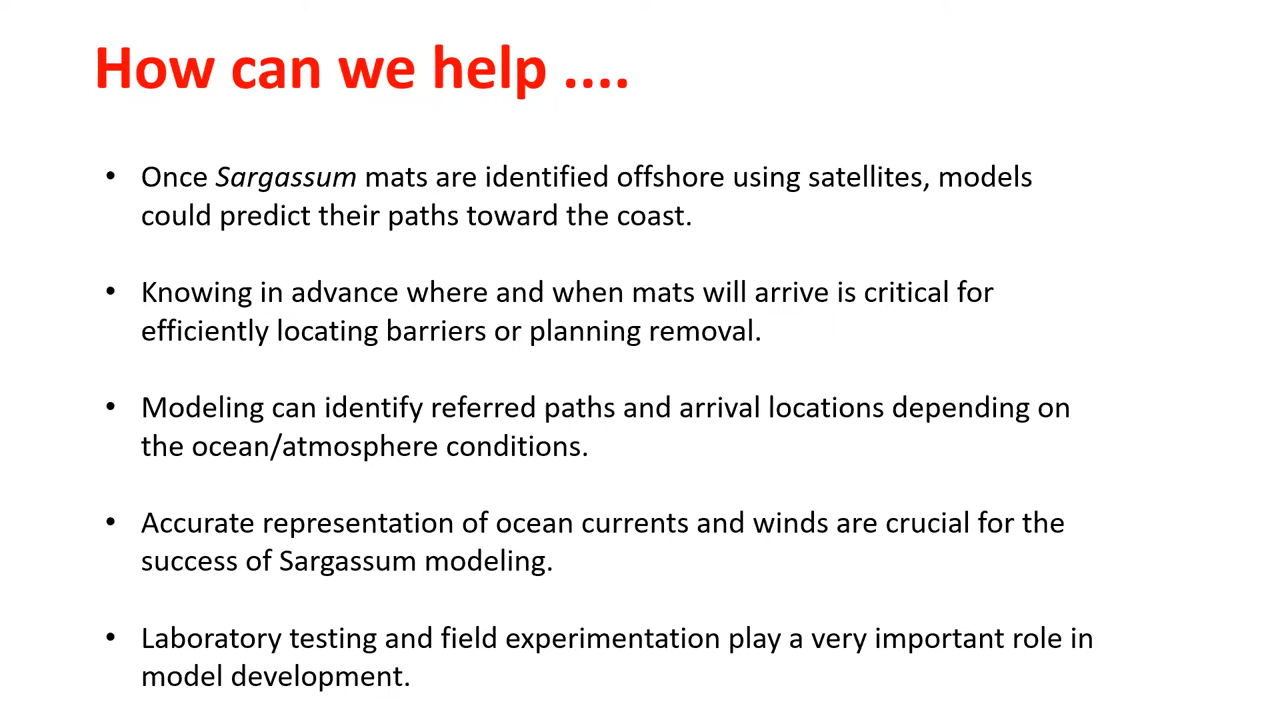 How can we help ....
• Once Sargassum mats are identified offshore using satellites, models
could predict their paths toward the coast.
• Knowing in advance where and when mats will arrive is critical for
efficiently locating barriers or planning removal.
• Modeling can identify referred paths and arrival locations depending on
the ocean/atmosphere conditions.
• Accurate representation of ocean currents and winds are crucial for the
success of Sargassum modeling.
• Laboratory testing and field experimentation play a very important role in
model development.